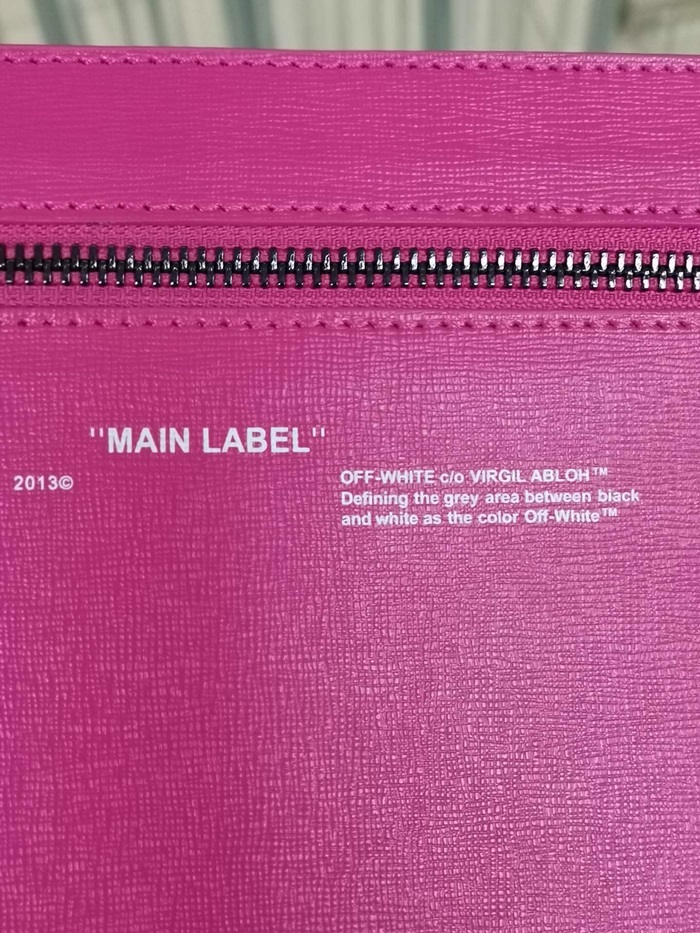 "MAIN LABEL"
2013©
OFF-WHITE c/o VIRGIL ABLOH™
Defining the grey area between black
and white as the color Off-White™